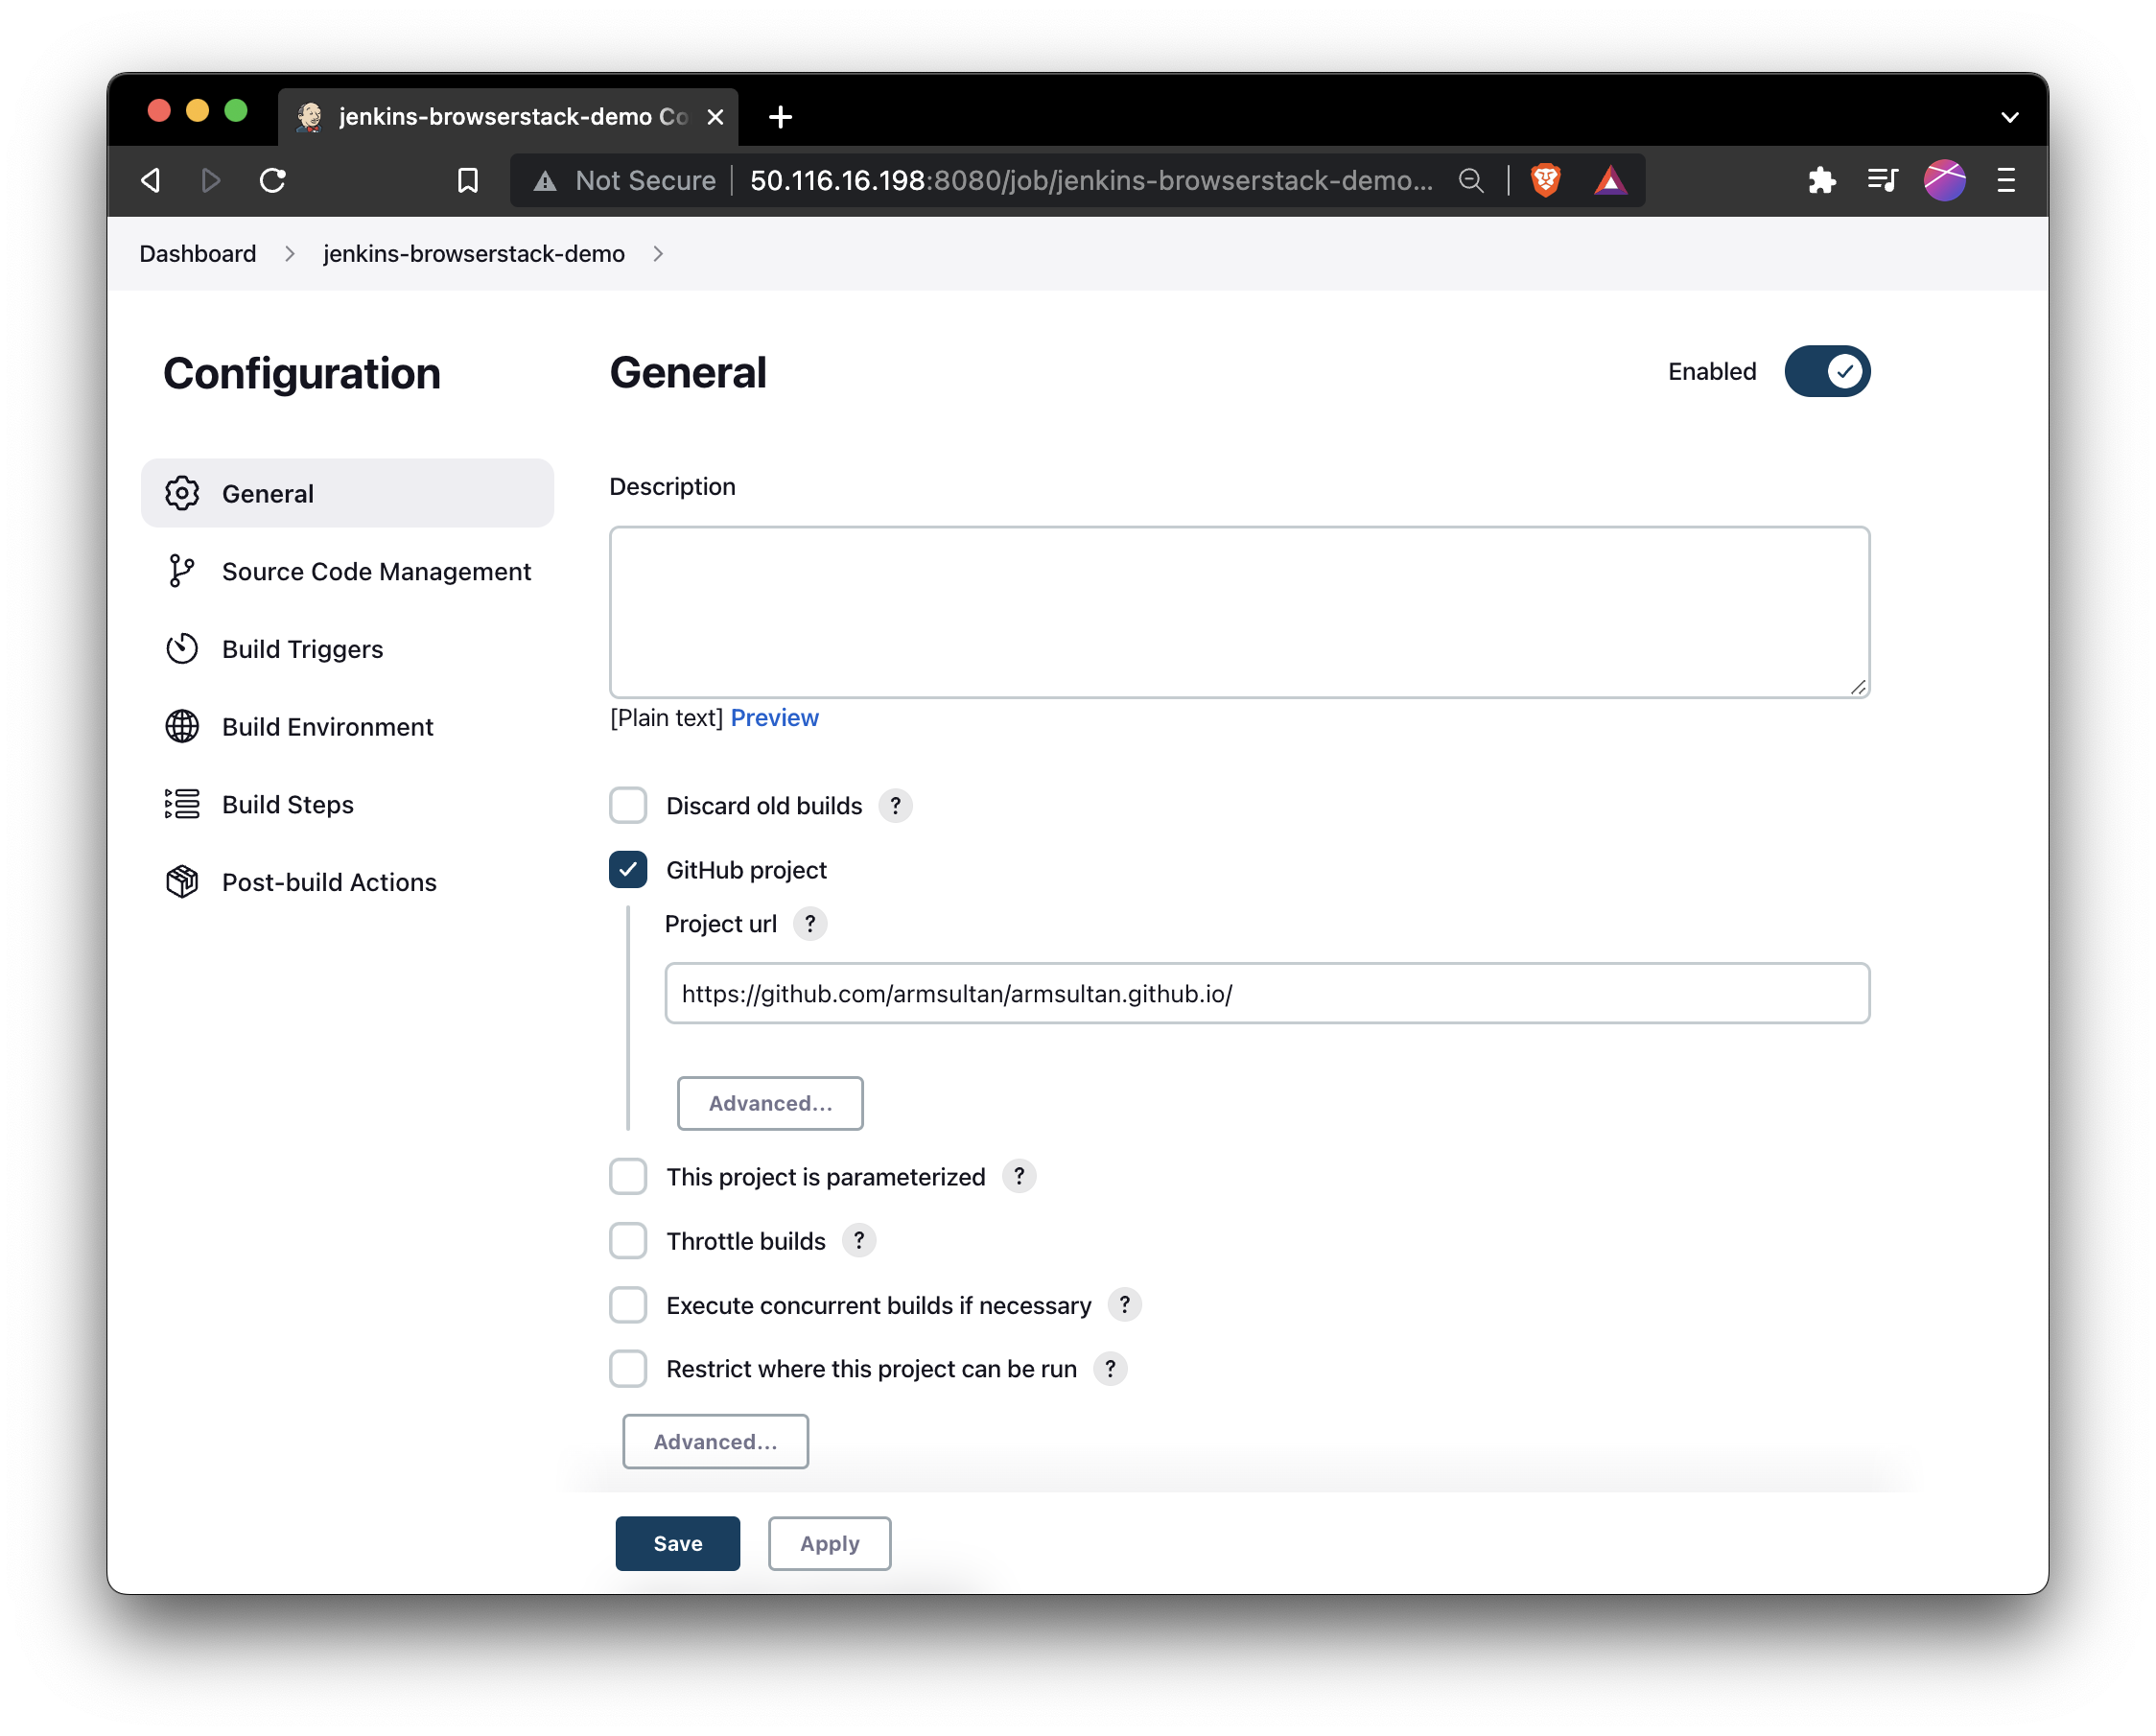 jenkins-browserstack-demo Co
Not Secure 50.116.16.198:8080/job/jenkins-browserstack-demo...
Dashboard jenkins-browserstack-demo
Configuration
General
Source Code Management
Build Triggers
Build Environment
Build Steps
Post-build Actions
General
Enabled
Description
[Plain text] Preview
Discard old builds ?
GitHub project
Project url ?
https://github.com/armsultan/armsultan.github.io/
Advanced...
This project is parameterized ?
Throttle builds ?
Execute concurrent builds if necessary ?
Restrict where this project can be run ?
Advanced...
Save Apply